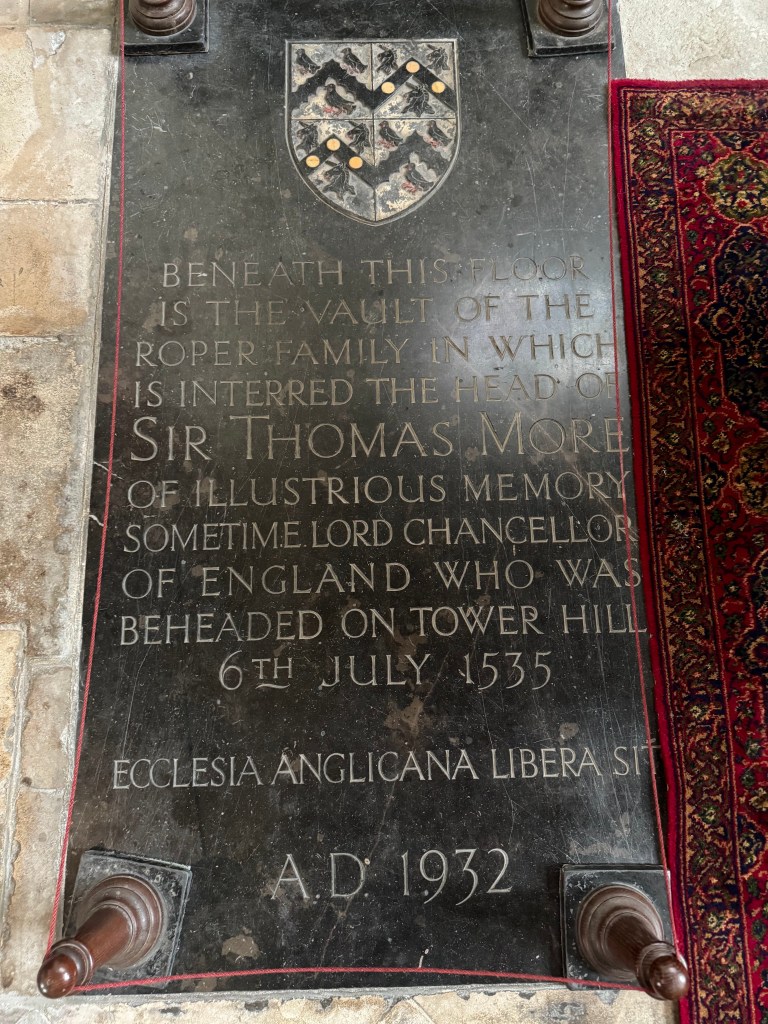 BENEATH THIS FLOOR
IS THE VAULT OF THE
ROPER FAMILY IN WHICH
IS INTERRED THE HEAD OF
SIR THOMAS MORE
OF ILLUSTRIOUS MEMORY
SOMETIME LORD CHANCELLOR
OF ENGLAND WHO WAS
BEHEADED ON TOWER HILL
6TH JULY 1535
ECCLESIA ANGLICANA LIBERA SIT
A.D 1932